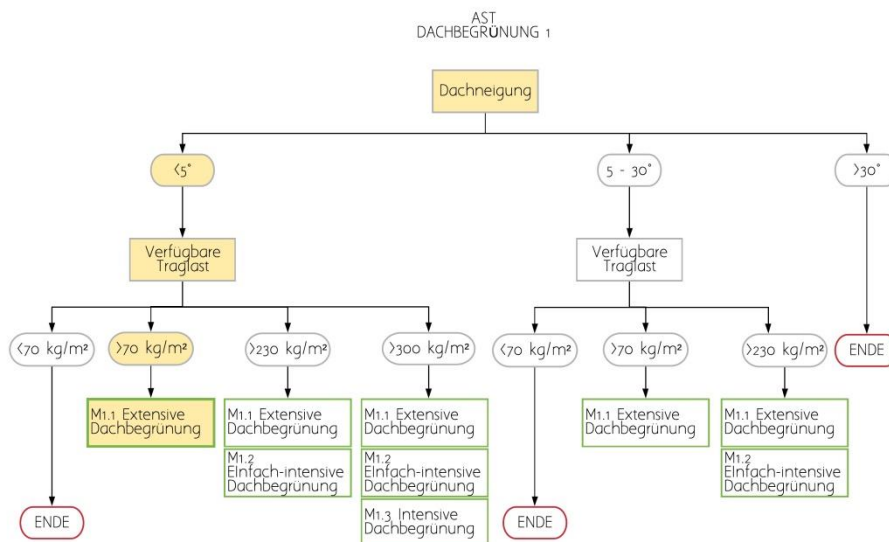 AST
DACHBEGRÜNUNG 1
Dachneigung
<5°
5 - 30°
>30°
Verfügbare
Traglast
Verfügbare
Traglast
<70 kg/m²
>70 kg/m²
>230 kg/m²
>300 kg/m²
<70 kg/m²
>70 kg/m²
>230 kg/m²
ENDE
M1.1 Extensive
Dachbegrünung
M1.1 Extensive
Dachbegrünung
M1.1 Extensive
Dachbegrünung
M1.1 Extensive
Dachbegrünung
M1.1 Extensive
Dachbegrünung
M1.2
EInfach-intensive
Dachbegrünung
M1.2
EInfach-intensive
Dachbegrünung
M1.2
EInfach-intensive
Dachbegrünung
ENDE
M1.3 Intensive
Dachbegrünung
ENDE